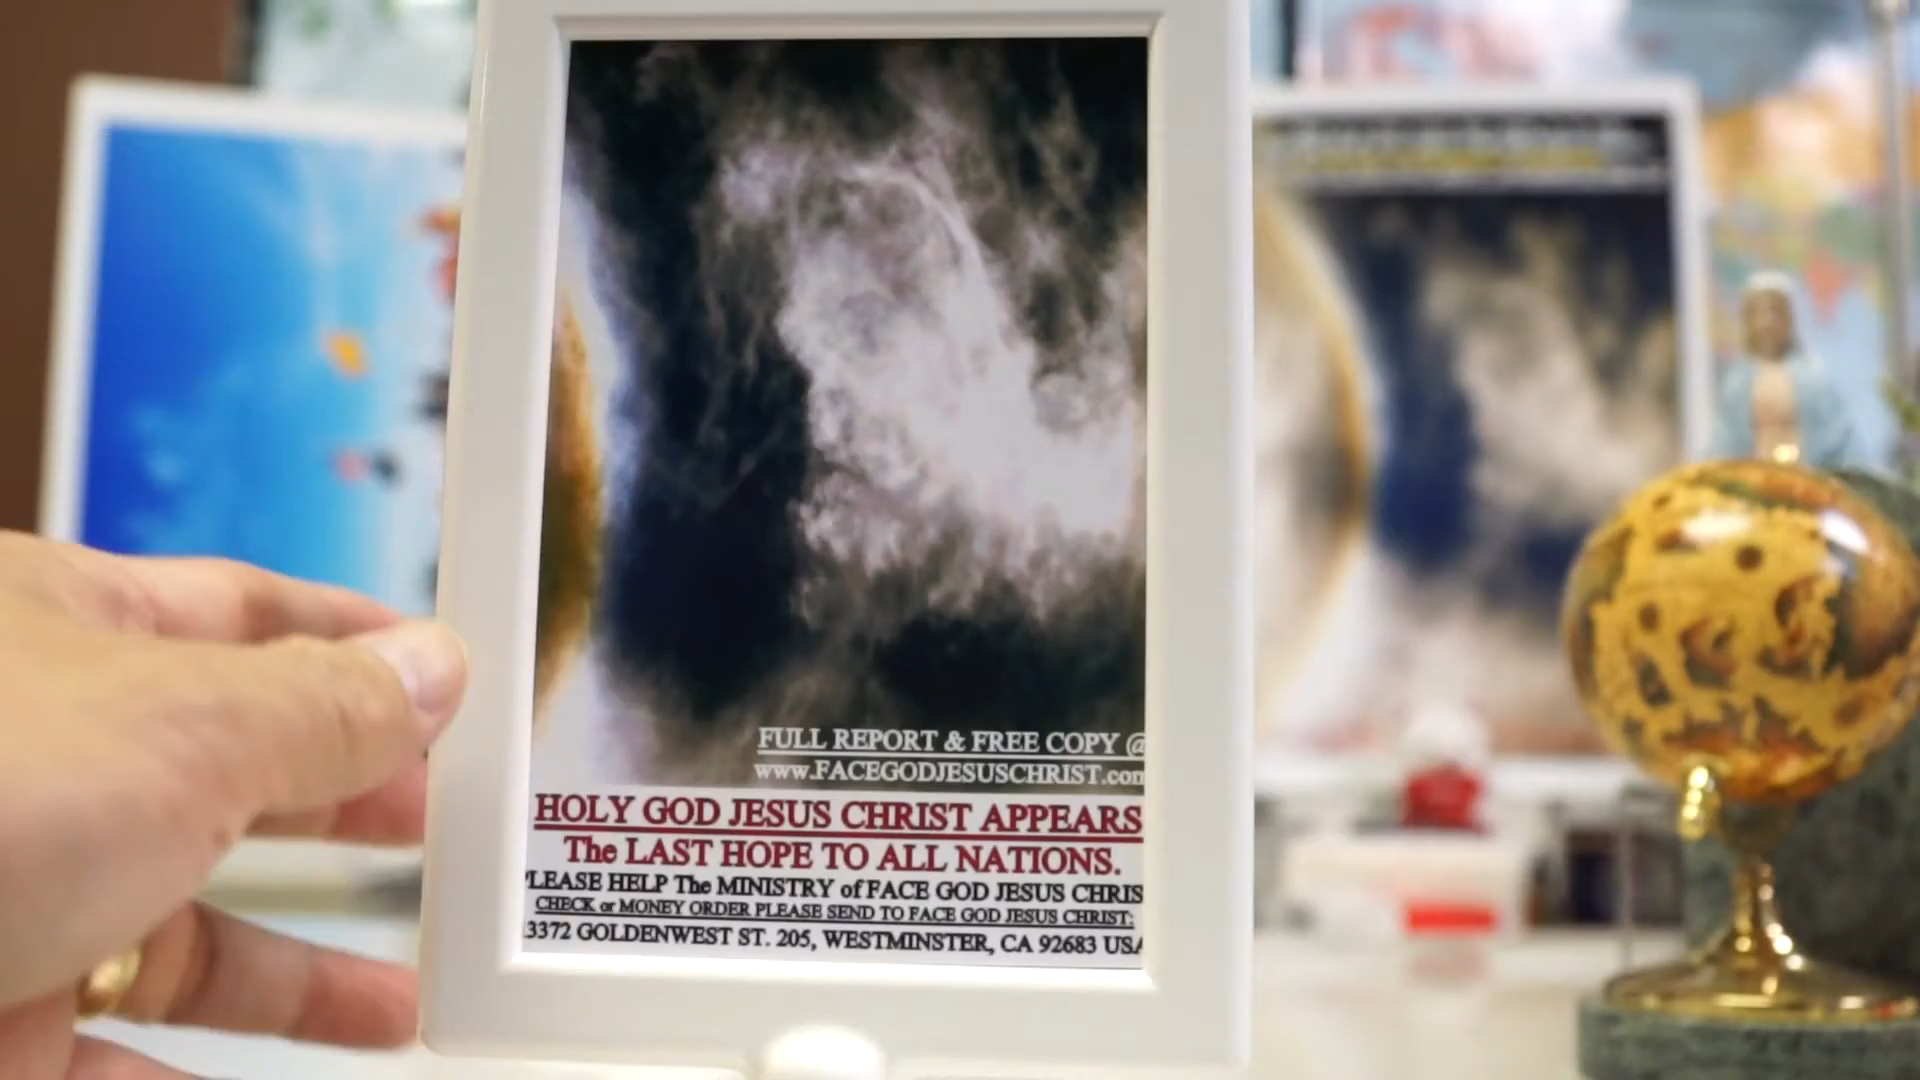 FULL REPORT & FREE COPY @
www.FACEGODJESUSCHRIST.com
HOLY GOD JESUS CHRIST APPEARS
The LAST HOPE TO ALL NATIONS.
PLEASE HELP The MINISTRY of FACE GOD JESUS CHRIS
CHECK or MONEY ORDER PLEASE SEND TO FACE GOD JESUS CHRIST:
3372 GOLDENWEST ST. 205, WESTMINSTER, CA 92683 USA